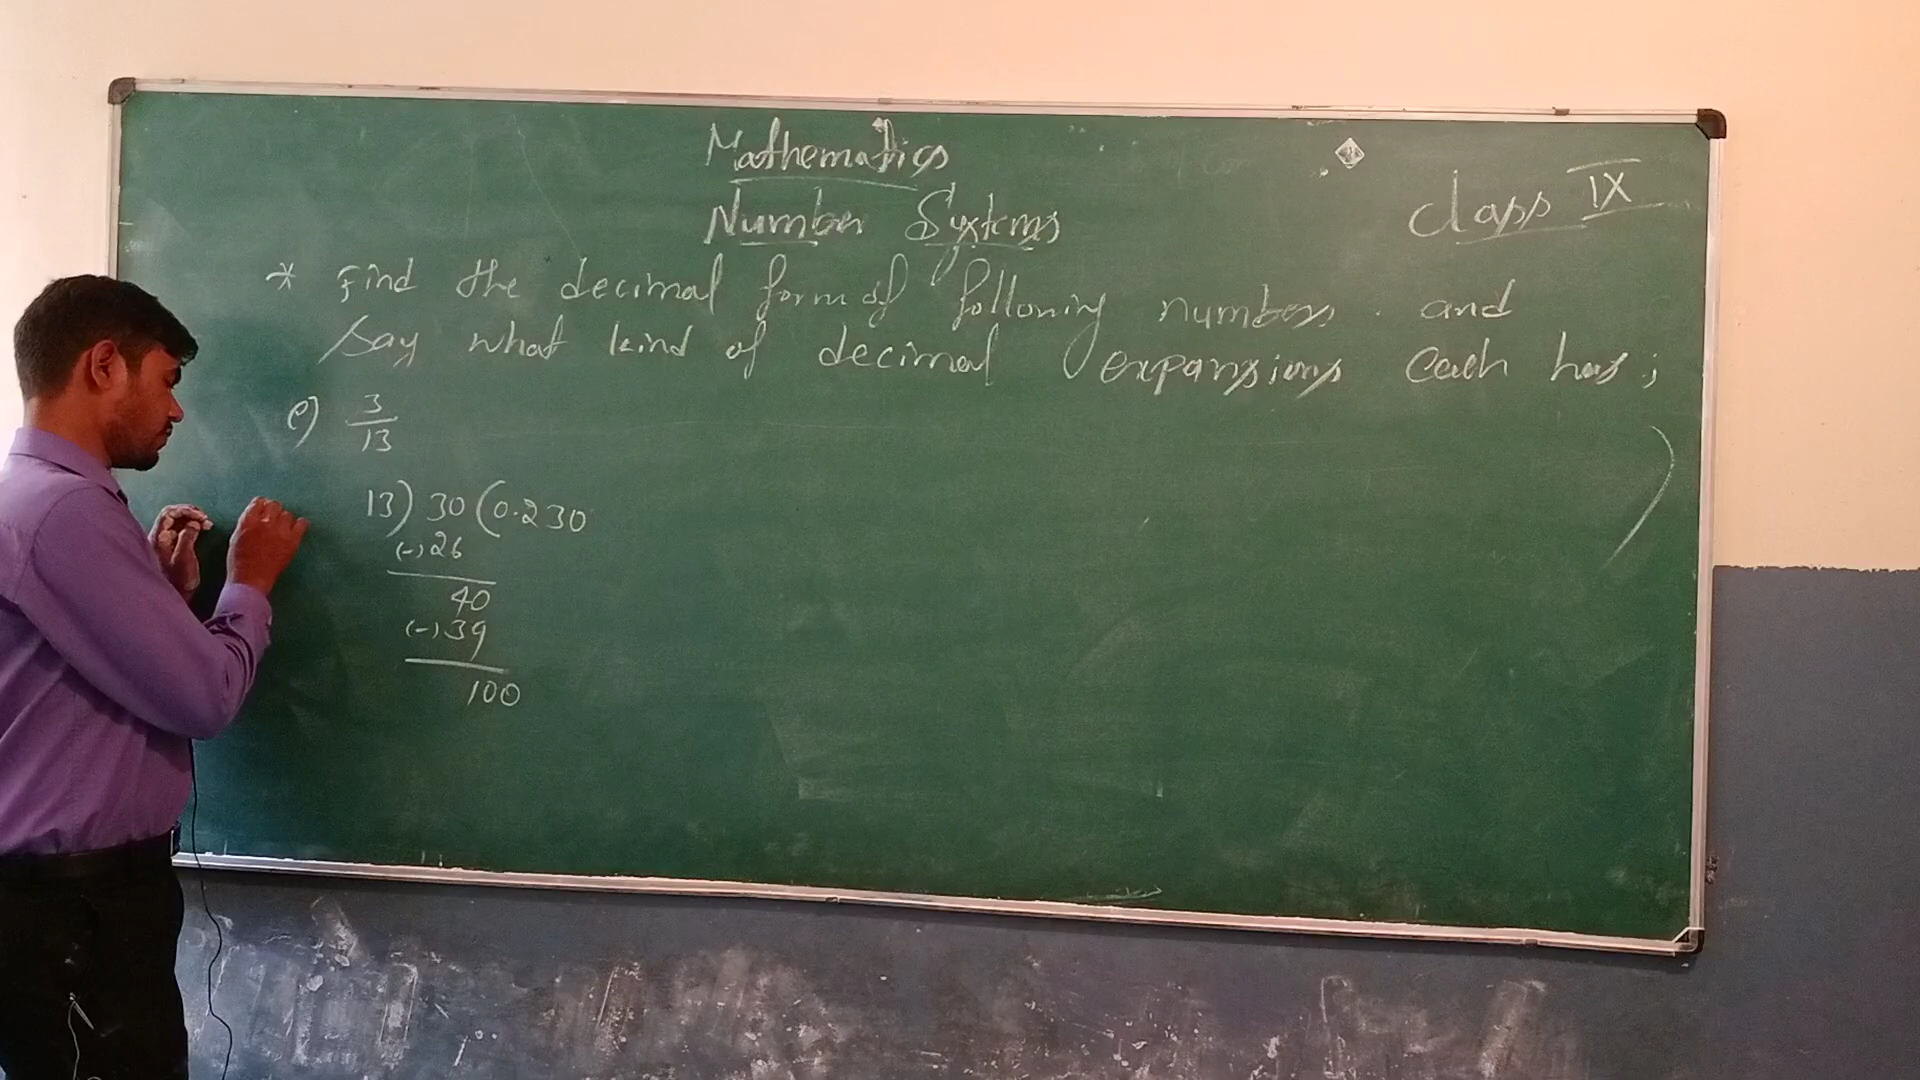 Mathematics
Number Systems
Class IX
* Find the decimal form of following numbers. and
say what kind of decimal expansions each has;
e) 3/13
13) 30 (0.230
(-) 26
40
(-) 39
100